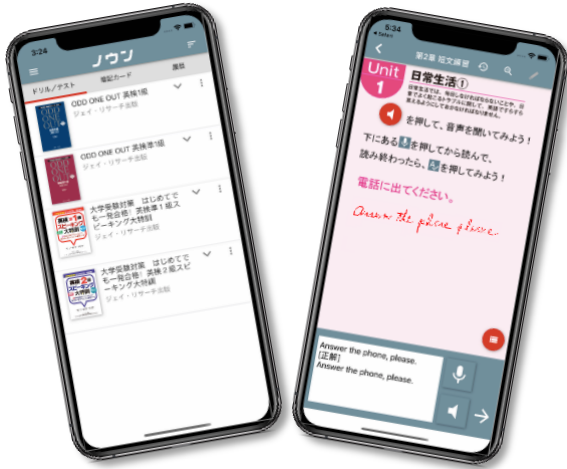 3:24
ノウン
ドリル/テスト
暗記カード
履歴
ODD ONE OUT 英検1級
ジェイ・リサーチ出版
ODD ONE OUT 英検準1級
ジェイ・リサーチ出版
大学受験対策 はじめてで
も一発合格! 英検準1級ス
ピーキング大特訓
ジェイ・リサーチ出版
大学受験対策 はじめてで
も一発合格! 英検2級スピ
ーキング大特訓
ジェイ・リサーチ出版
5:34
Safari
第2章 短文練習
Unit
1
日常生活①
を押して、音声を聞いてみよう!
下にある
を押してから読んで、
読み終わったら、
を押してみよう!
電話に出てください。
Answer the phone please.
Answer the phone, please.
[正解]
Answer the phone, please.